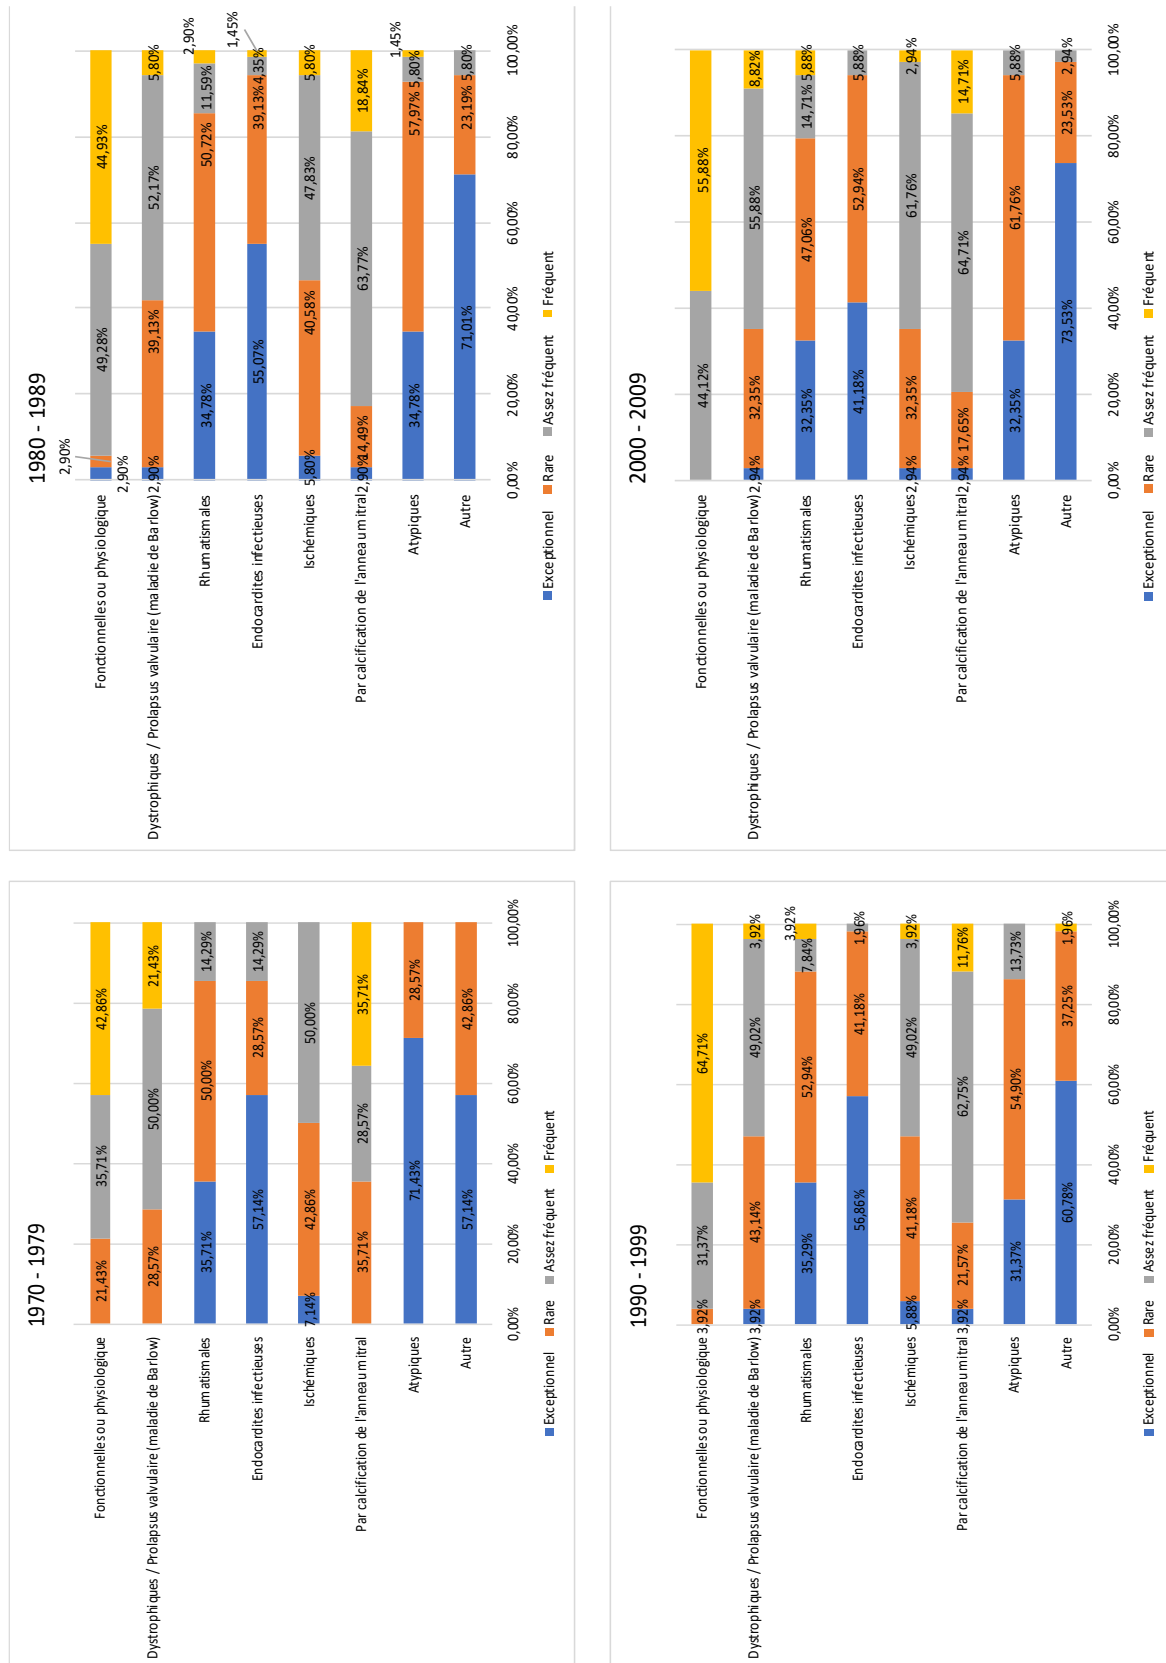 1970 - 1979
Fonctionnelles ou physiologique 21,43% 35,71% 42,86%
Dystrophiques / Prolapsus valvulaire (maladie de Barlow) 28,57% 50,00% 21,43%
Rhumatismales 35,71% 50,00% 14,29%
Endocardites infectieuses 57,14% 28,57% 14,29%
Ischémiques 7,14% 42,86% 50,00%
Par calcification de l'anneau mitral 35,71% 28,57% 35,71%
Atypiques 71,43% 28,57%
Autre 57,14% 42,86%
0,00% 20,00% 40,00% 60,00% 80,00% 100,00%
Exceptionnel Rare Assez fréquent Fréquent
1980 - 1989
Fonctionnelles ou physiologique 2,90% 2,90% 49,28% 44,93%
Dystrophiques / Prolapsus valvulaire (maladie de Barlow) 2,90% 39,13% 52,17% 5,80%
Rhumatismales 34,78% 50,72% 11,59% 2,90%
Endocardites infectieuses 55,07% 39,13% 4,35% 1,45%
Ischémiques 5,80% 40,58% 47,83% 5,80%
Par calcification de l'anneau mitral 2,90% 14,49% 63,77% 18,84%
Atypiques 34,78% 57,97% 5,80% 1,45%
Autre 71,01% 23,19% 5,80%
0,00% 20,00% 40,00% 60,00% 80,00% 100,00%
Exceptionnel Rare Assez fréquent Fréquent
1990 - 1999
Fonctionnelles ou physiologique 3,92% 31,37% 64,71%
Dystrophiques / Prolapsus valvulaire (maladie de Barlow) 3,92% 43,14% 49,02% 3,92%
Rhumatismales 35,29% 52,94% 7,84% 3,92%
Endocardites infectieuses 56,86% 41,18% 1,96%
Ischémiques 5,88% 41,18% 49,02% 3,92%
Par calcification de l'anneau mitral 3,92% 21,57% 62,75% 11,76%
Atypiques 31,37% 54,90% 13,73%
Autre 60,78% 37,25% 1,96%
0,00% 20,00% 40,00% 60,00% 80,00% 100,00%
Exceptionnel Rare Assez fréquent Fréquent
2000 - 2009
Fonctionnelles ou physiologique 44,12% 55,88%
Dystrophiques / Prolapsus valvulaire (maladie de Barlow) 2,94% 32,35% 55,88% 8,82%
Rhumatismales 32,35% 47,06% 14,71% 5,88%
Endocardites infectieuses 41,18% 52,94% 5,88%
Ischémiques 2,94% 32,35% 61,76% 2,94%
Par calcification de l'anneau mitral 2,94% 17,65% 64,71% 14,71%
Atypiques 32,35% 61,76% 5,88%
Autre 73,53% 23,53% 2,94%
0,00% 20,00% 40,00% 60,00% 80,00% 100,00%
Exceptionnel Rare Assez fréquent Fréquent